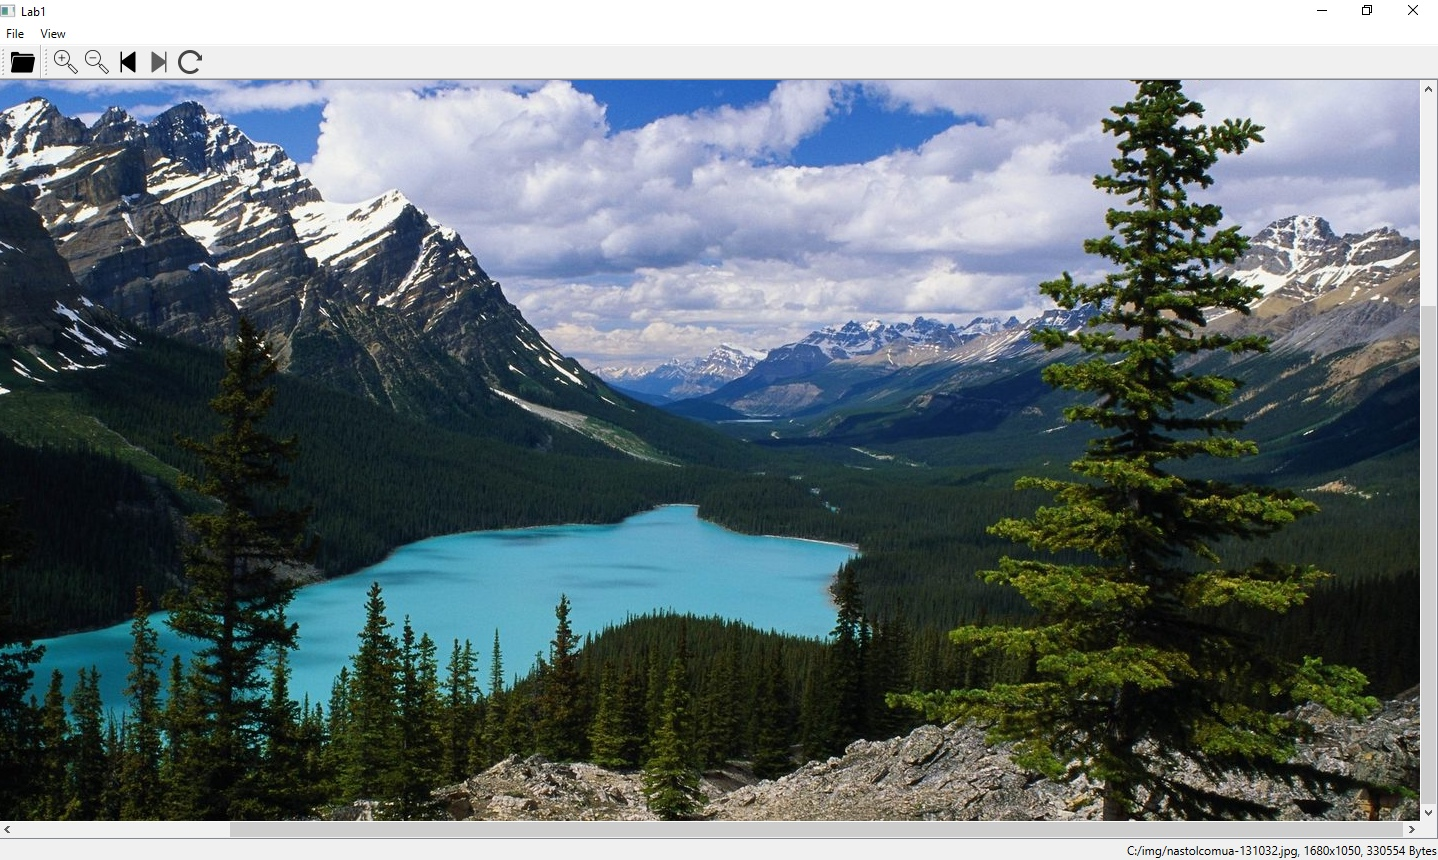 Lab1
File View
C:/img/nastolcomua-131032.jpg, 1680x1050, 330554 Bytes